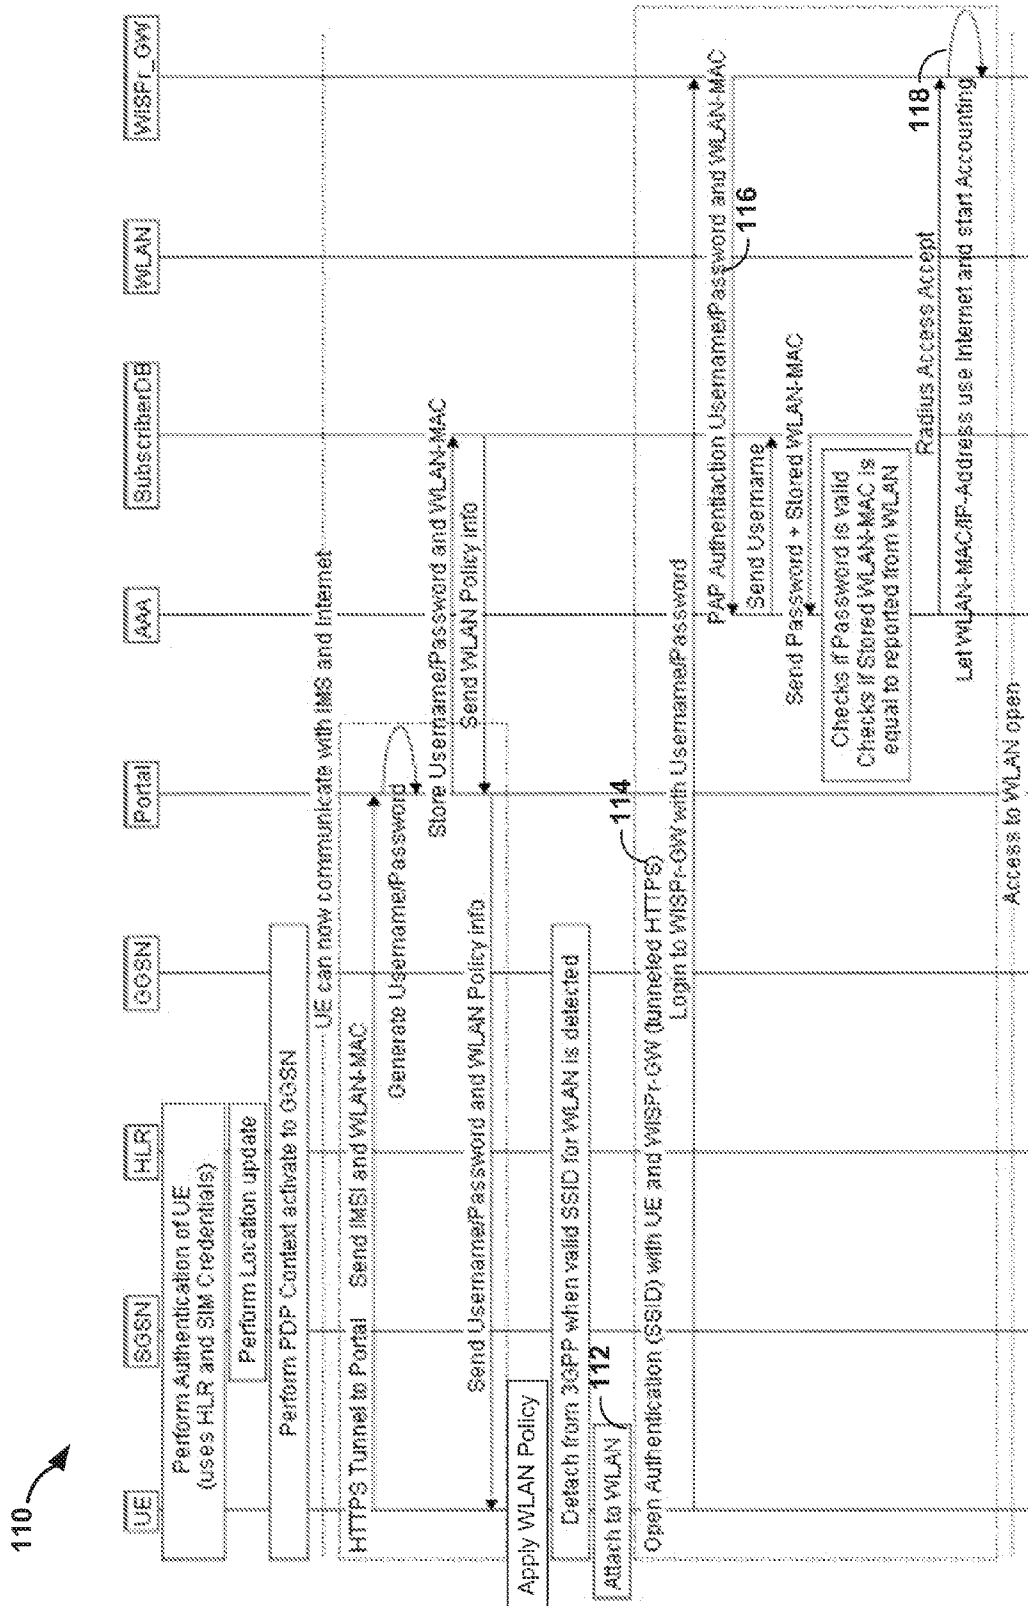 110
UE
SGSN
HLR
GGSN
Portal
AAA
SubscriberDB
WLAN
WISPr_GW
Perform Authentication of UE
(uses HLR and SIM Credentials)
Perform Location update
Perform PDP Context activate to GGSN
UE can now communicate with IMS and Internet
HTTPS Tunnel to Portal
Send IMSI and WLAN-MAC
Generate Username/Password
Store Username/Password and WLAN-MAC
Send WLAN Policy info
Send Username/Password and WLAN Policy info
Apply WLAN Policy
Detach from 3GPP when valid SSID for WLAN is detected
Attach to WLAN
112
Open Authentication (SSID) with UE and WISPr-GW (tunneled HTTPS)
114
Login to WISPr-GW with Username/Password
PAP Authentiaction Username/Password and WLAN-MAC
116
Send Username
Send Password + Stored WLAN-MAC
Checks if Password is valid
Checks if Stored WLAN-MAC is
equal to reported from WLAN
Radius Access Accept
118
Let WLAN-MAC/IP-Address use Internet and start Accounting
Access to WLAN open